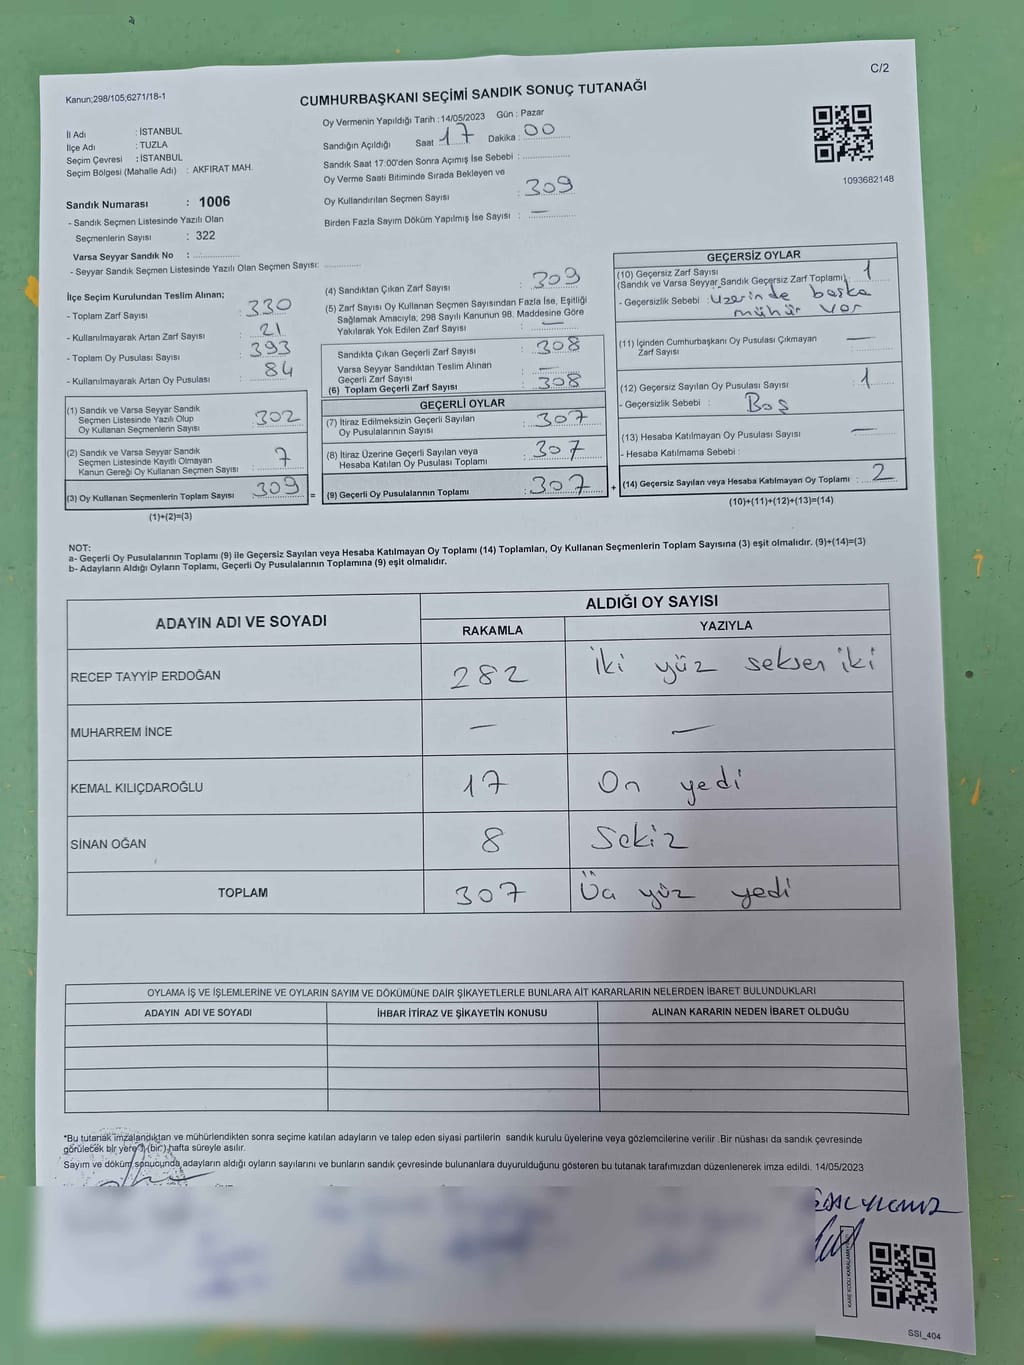 C/2
Kanun;298/105;6271/18-1
CUMHURBAŞKANI SEÇİMİ SANDIK SONUÇ TUTANAĞI
İl Adı : İSTANBUL
İlçe Adı : TUZLA
Seçim Çevresi : İSTANBUL
Seçim Bölgesi (Mahalle Adı) : AKFIRAT MAH.
Sandık Numarası : 1006
- Sandık Seçmen Listesinde Yazılı Olan
Seçmenlerin Sayısı : 322
Varsa Seyyar Sandık No :
- Seyyar Sandık Seçmen Listesinde Yazılı Olan Seçmen Sayısı:
Oy Vermenin Yapıldığı Tarih : 14/05/2023 Gün : Pazar
Sandığın Açıldığı Saat 17 Dakika : 00
Sandık Saat 17:00'den Sonra Açımış İse Sebebi :
Oy Verme Saati Bitiminde Sırada Bekleyen ve
Oy Kullandırılan Seçmen Sayısı : 309
Birden Fazla Sayım Döküm Yapılmış İse Sayısı : —
1093682148
İlçe Seçim Kurulundan Teslim Alınan;
- Toplam Zarf Sayısı : 330
- Kullanılmayarak Artan Zarf Sayısı : 21
- Toplam Oy Pusulası Sayısı : 393
- Kullanılmayarak Artan Oy Pusulası : 84
(1) Sandık ve Varsa Seyyar Sandık
Seçmen Listesinde Yazılı Olup
Oy Kullanan Seçmenlerin Sayısı : 302
(2) Sandık ve Varsa Seyyar Sandık
Seçmen Listesinde Kayıtlı Olmayan
Kanun Gereği Oy Kullanan Seçmen Sayısı : 7
(3) Oy Kullanan Seçmenlerin Toplam Sayısı : 309 =
(1)+(2)=(3)
(4) Sandıktan Çıkan Zarf Sayısı : 309
(5) Zarf Sayısı Oy Kullanan Seçmen Sayısından Fazla İse, Eşitliği
Sağlamak Amacıyla; 298 Sayılı Kanunun 98. Maddesine Göre
Yakılarak Yok Edilen Zarf Sayısı : —
Sandıkta Çıkan Geçerli Zarf Sayısı : 308
Varsa Seyyar Sandıktan Teslim Alınan
Geçerli Zarf Sayısı : —
(6) Toplam Geçerli Zarf Sayısı : 308
GEÇERLİ OYLAR
(7) İtiraz Edilmeksizin Geçerli Sayılan
Oy Pusulalarının Sayısı : 307
(8) İtiraz Üzerine Geçerli Sayılan veya
Hesaba Katılan Oy Pusulası Toplamı : 307
(9) Geçerli Oy Pusulalarının Toplamı : 307 +
GEÇERSİZ OYLAR
(10) Geçersiz Zarf Sayısı
(Sandık ve Varsa Seyyar Sandık Geçersiz Zarf Toplamı) : 1
- Geçersizlik Sebebi : Üzerinde başka
mühür var
(11) İçinden Cumhurbaşkanı Oy Pusulası Çıkmayan
Zarf Sayısı : —
(12) Geçersiz Sayılan Oy Pusulası Sayısı : 1
- Geçersizlik Sebebi : Boş
(13) Hesaba Katılmayan Oy Pusulası Sayısı : —
- Hesaba Katılmama Sebebi :
(14) Geçersiz Sayılan veya Hesaba Katılmayan Oy Toplamı : 2
(10)+(11)+(12)+(13)=(14)
NOT:
a- Geçerli Oy Pusulalarının Toplamı (9) ile Geçersiz Sayılan veya Hesaba Katılmayan Oy Toplamı (14) Toplamları, Oy Kullanan Seçmenlerin Toplam Sayısına (3) eşit olmalıdır. (9)+(14)=(3)
b- Adayların Aldığı Oyların Toplamı, Geçerli Oy Pusulalarının Toplamına (9) eşit olmalıdır.
ADAYIN ADI VE SOYADI ALDIĞI OY SAYISI
RAKAMLA YAZIYLA
RECEP TAYYİP ERDOĞAN 282 İki yüz seksen iki
MUHARREM İNCE — —
KEMAL KILIÇDAROĞLU 17 On yedi
SİNAN OĞAN 8 Sekiz
TOPLAM 307 Üç yüz yedi
OYLAMA İŞ VE İŞLEMLERİNE VE OYLARIN SAYIM VE DÖKÜMÜNE DAİR ŞİKAYETLERLE BUNLARA AİT KARARLARIN NELERDEN İBARET BULUNDUKLARI
ADAYIN ADI VE SOYADI İHBAR İTİRAZ VE ŞİKAYETİN KONUSU ALINAN KARARIN NEDEN İBARET OLDUĞU
*Bu tutanak imzalandıktan ve mühürlendikten sonra seçime katılan adayların ve talep eden siyasi partilerin sandık kurulu üyelerine veya gözlemcilerine verilir .Bir nüshası da sandık çevresinde
görülecek bir yere 1 (bir) hafta süreyle asılır.
Sayım ve döküm sonucunda adayların aldığı oyların sayılarını ve bunların sandık çevresinde bulunanlara duyurulduğunu gösteren bu tutanak tarafımızdan düzenlenerek imza edildi. 14/05/2023
SSI_404